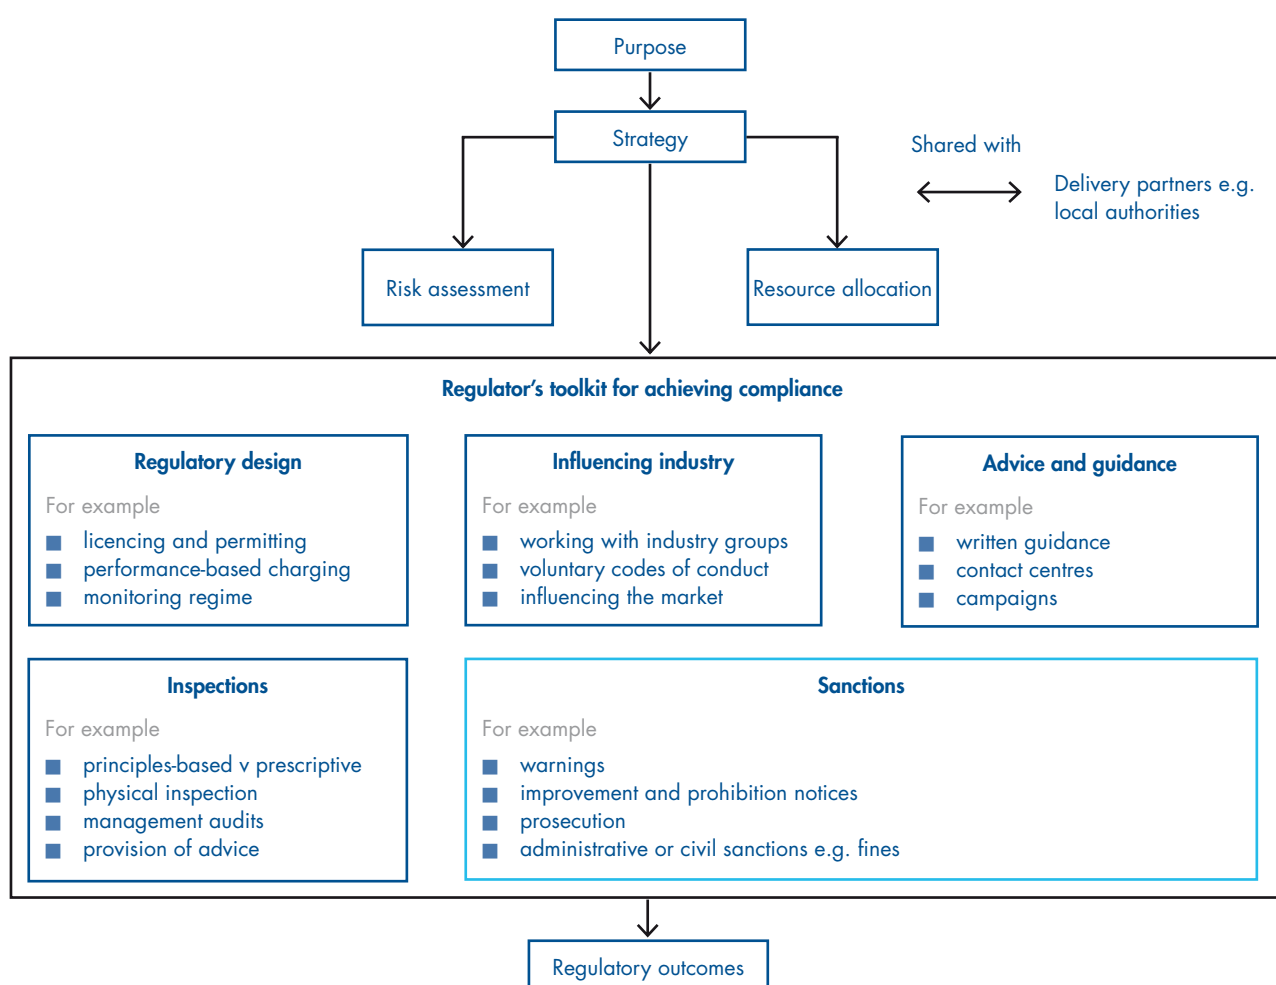 Purpose
Strategy
Shared with
Delivery partners e.g.
local authorities
Risk assessment
Resource allocation
Regulator’s toolkit for achieving compliance
Regulatory design
For example
■ licencing and permitting
■ performance-based charging
■ monitoring regime
Influencing industry
For example
■ working with industry groups
■ voluntary codes of conduct
■ influencing the market
Advice and guidance
For example
■ written guidance
■ contact centres
■ campaigns
Inspections
For example
■ principles-based v prescriptive
■ physical inspection
■ management audits
■ provision of advice
Sanctions
For example
■ warnings
■ improvement and prohibition notices
■ prosecution
■ administrative or civil sanctions e.g. fines
Regulatory outcomes